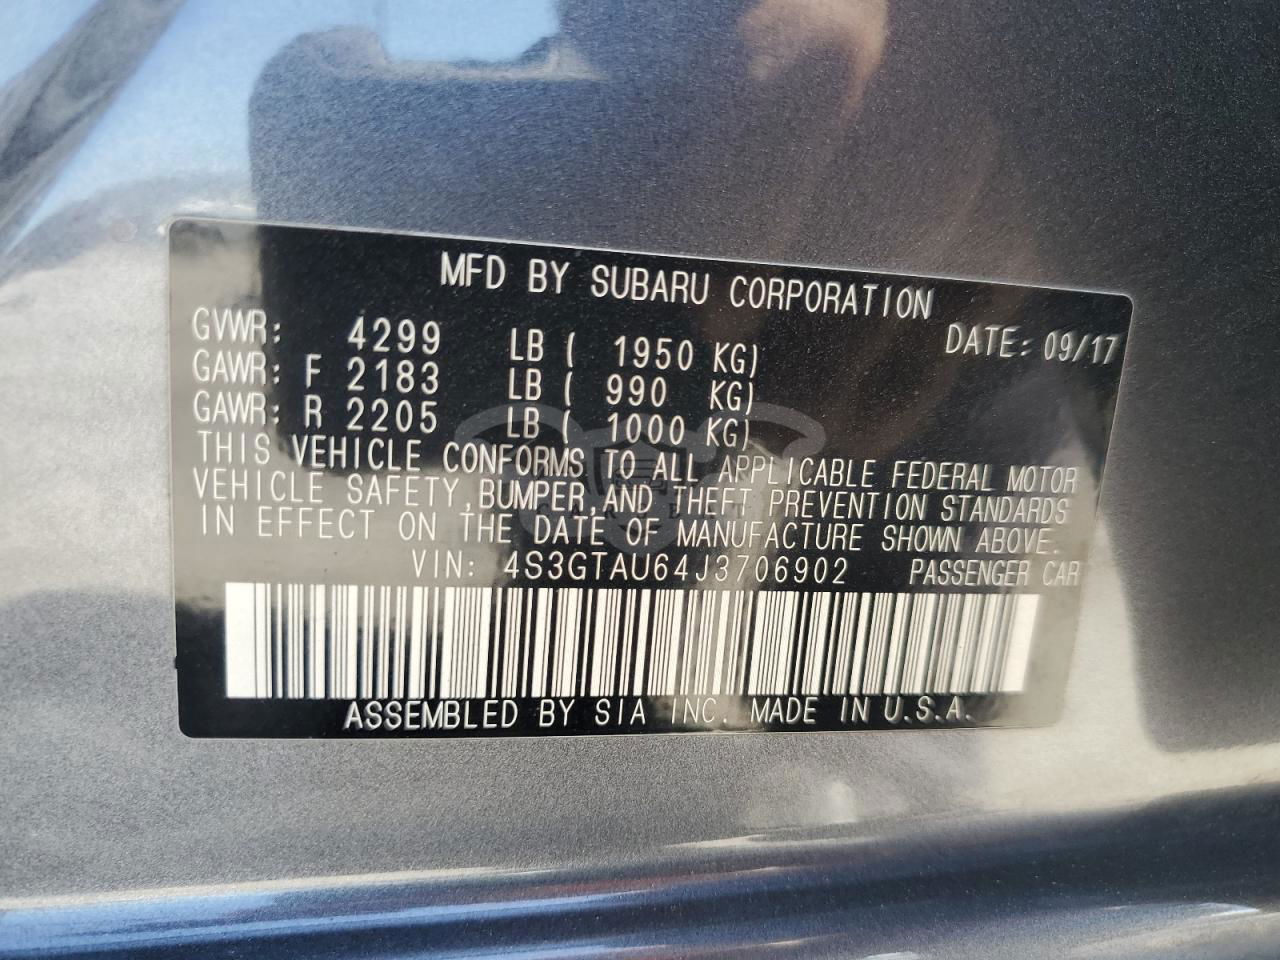 MFD BY SUBARU CORPORATION
GVWR: 4299 LB ( 1950 KG) DATE: 09/17
GAWR: F 2183 LB ( 990 KG)
GAWR: R 2205 LB ( 1000 KG)
THIS VEHICLE CONFORMS TO ALL APPLICABLE FEDERAL MOTOR
VEHICLE SAFETY,BUMPER,AND THEFT PREVENTION STANDARDS
IN EFFECT ON THE DATE OF MANUFACTURE SHOWN ABOVE.
VIN: 4S3GTAU64J3706902 PASSENGER CAR
ASSEMBLED BY SIA INC. MADE IN U.S.A.